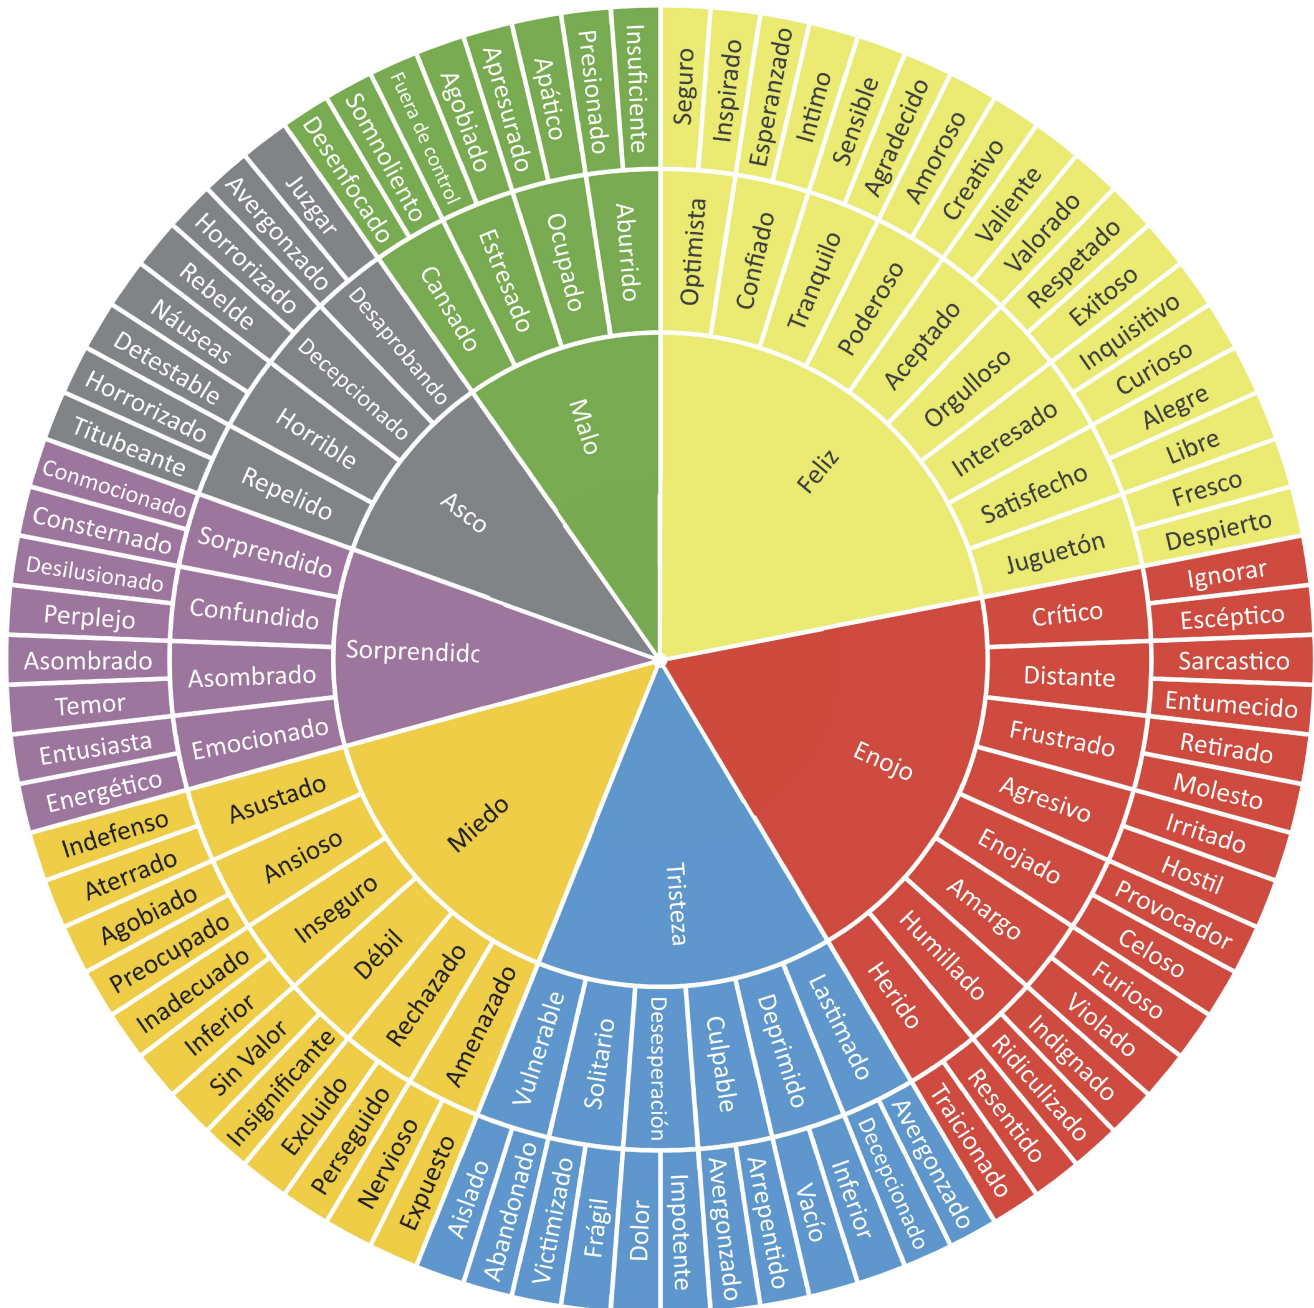 Feliz
Optimista
Confiado
Tranquilo
Poderoso
Aceptado
Orgulloso
Interesado
Satisfecho
Juguetón
Seguro
Inspirado
Esperanzado
Intimo
Sensible
Agradecido
Amoroso
Creativo
Valiente
Valorado
Respetado
Exitoso
Inquisitivo
Curioso
Alegre
Libre
Fresco
Despierto
Enojo
Crítico
Distante
Frustrado
Agresivo
Enojado
Amargo
Humillado
Herido
Ignorar
Escéptico
Sarcastico
Entumecido
Retirado
Molesto
Irritado
Hostil
Provocador
Celoso
Furioso
Violado
Indignado
Ridiculizado
Resentido
Traicionado
Tristeza
Lastimado
Deprimido
Culpable
Desesperación
Solitario
Vulnerable
Avergonzado
Decepcionado
Inferior
Vacío
Arrepentido
Avergonzado
Impotente
Dolor
Frágil
Victimizado
Abandonado
Aislado
Miedo
Amenazado
Rechazado
Débil
Inseguro
Ansioso
Asustado
Expuesto
Nervioso
Perseguido
Excluido
Insignificante
Sin Valor
Inferior
Inadecuado
Preocupado
Agobiado
Aterrado
Indefenso
Sorprendido
Emocionado
Asombrado
Confundido
Sorprendido
Energético
Entusiasta
Temor
Asombrado
Perplejo
Desilusionado
Consternado
Conmocionado
Asco
Repelido
Horrible
Decepcionado
Desaprobando
Titubeante
Horrorizado
Detestable
Náuseas
Rebelde
Horrorizado
Avergonzado
Juzgar
Malo
Cansado
Estresado
Ocupado
Aburrido
Desenfocado
Somnoliento
Fuera de control
Agobiado
Apresurado
Apático
Presionado
Insuficiente